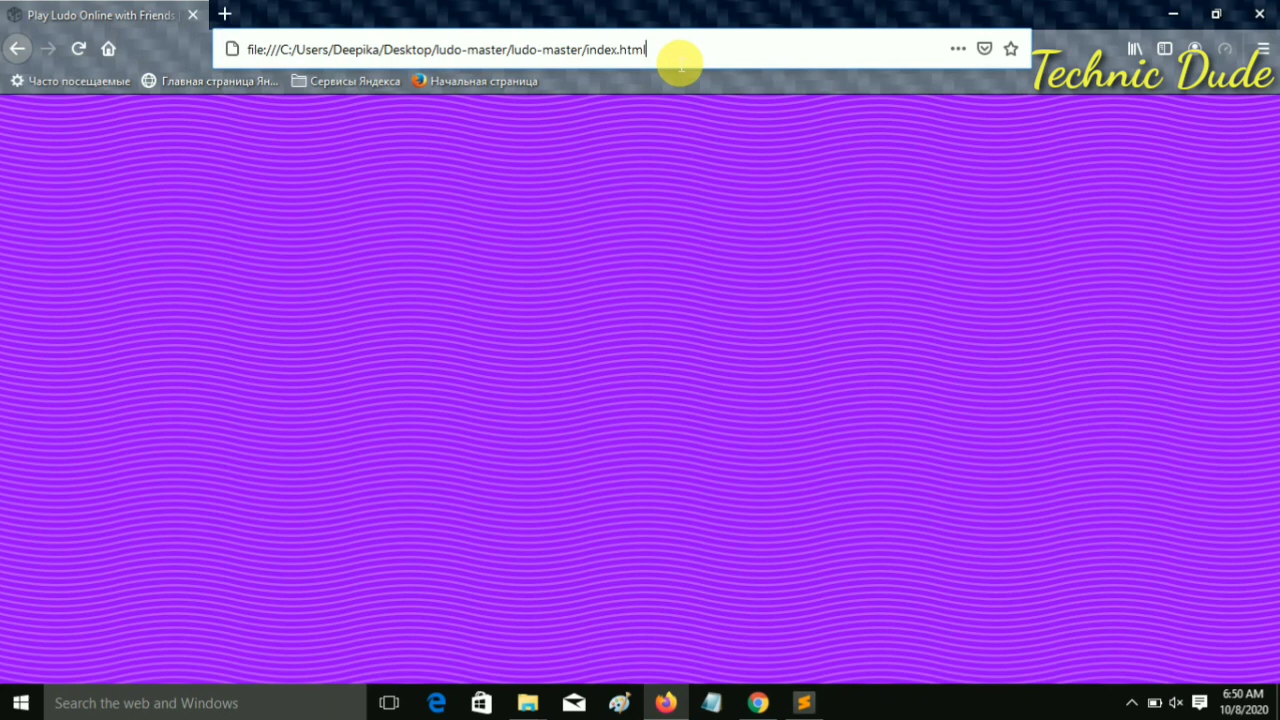 Play Ludo Online with Friends
file:///C:/Users/Deepika/Desktop/ludo-master/ludo-master/index.html
Technic Dude
Часто посещаемые
Главная страница Ян...
Сервисы Яндекса
Начальная страница
Search the web and Windows
6:50 AM
10/8/2020